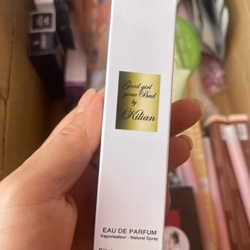 Good girl
gone Bad
by
Kilian
EAU DE PARFUM
Vaporisateur - Natural Spray